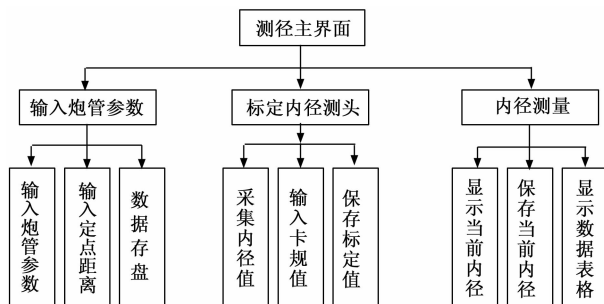 测径主界面
输入炮管参数
标定内径测头
内径测量
输入炮管参数
输入定点距离
数据存盘
采集内径值
输入卡规值
保存标定值
显示当前内径
保存当前内径
显示数据表格